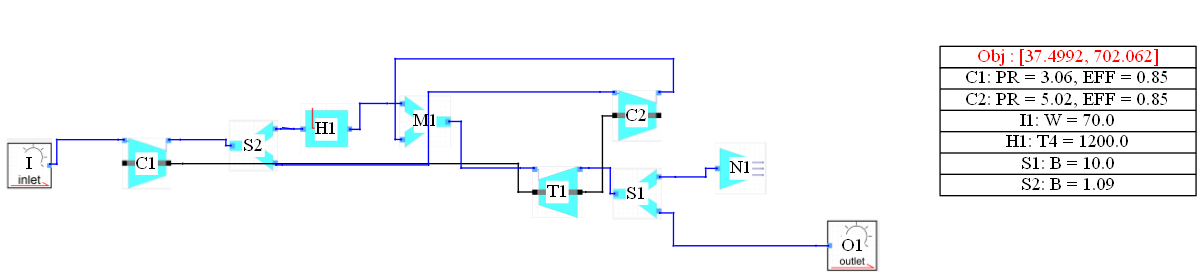 Obj : [37.4992, 702.062]
C1: PR = 3.06, EFF = 0.85
C2: PR = 5.02, EFF = 0.85
I1: W = 70.0
H1: T4 = 1200.0
S1: B = 10.0
S2: B = 1.09
I
inlet
C1
S2
H1
M1
C2
T1
S1
N1
O1
outlet